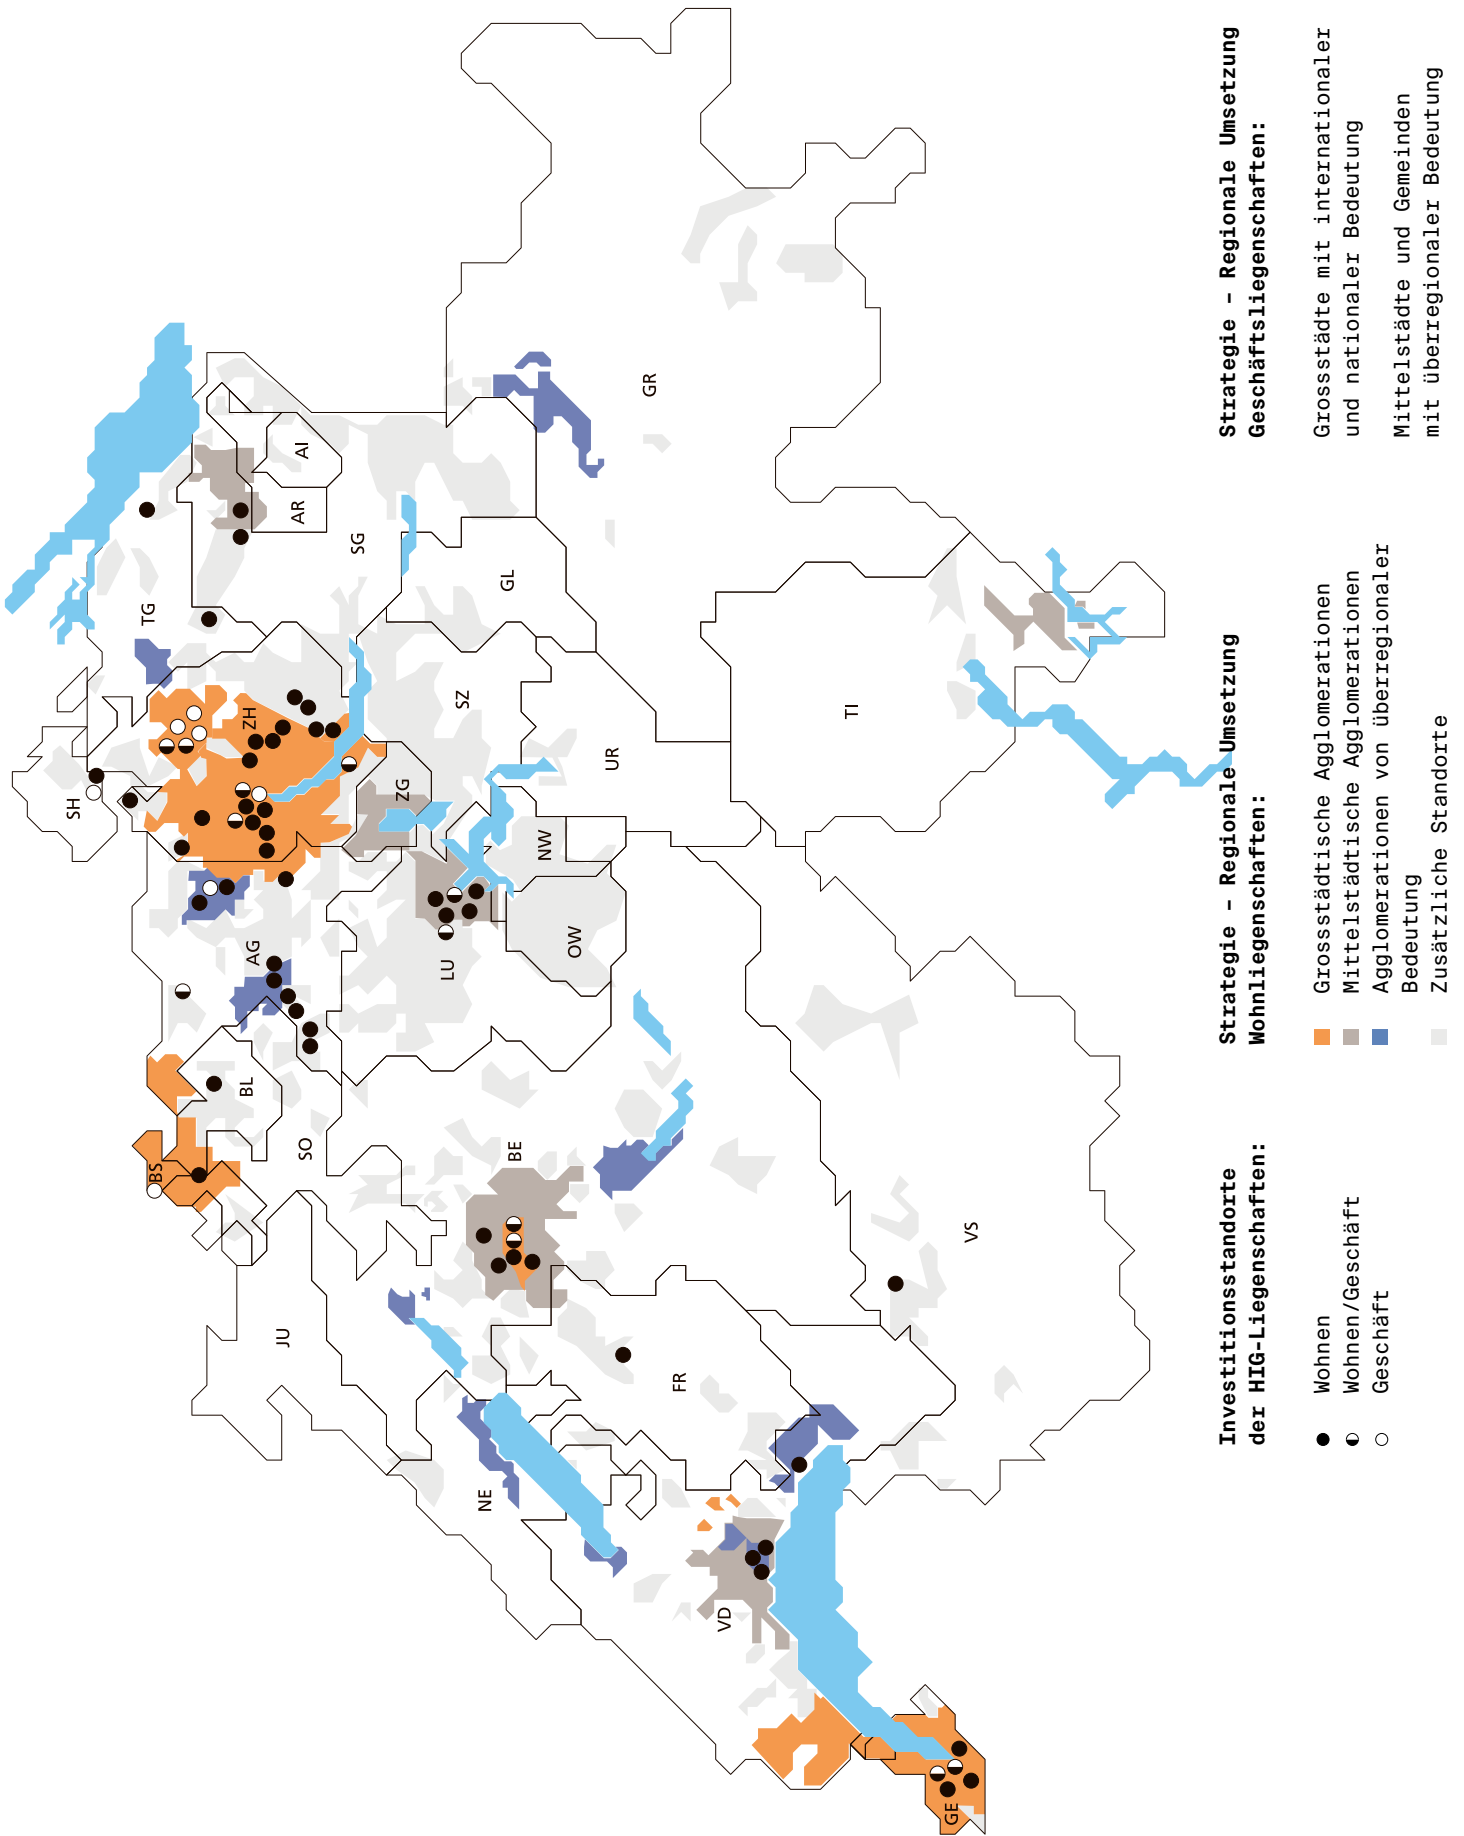 SH
TG
BS
ZH
AG
BL
AI
AR
SG
SO
JU
ZG
LU
SZ
GL
NW
OW
UR
BE
NE
GR
FR
VD
TI
VS
GE
Investitionsstandorte
der HIG-Liegenschaften:
Wohnen
Wohnen/Geschäft
Geschäft
Strategie – Regionale Umsetzung
Wohnliegenschaften:
Grossstädtische Agglomerationen
Mittelstädtische Agglomerationen
Agglomerationen von überregionaler
Bedeutung
Zusätzliche Standorte
Strategie – Regionale Umsetzung
Geschäftsliegenschaften:
Grosssstädte mit internationaler
und nationaler Bedeutung
Mittelstädte und Gemeinden
mit überregionaler Bedeutung